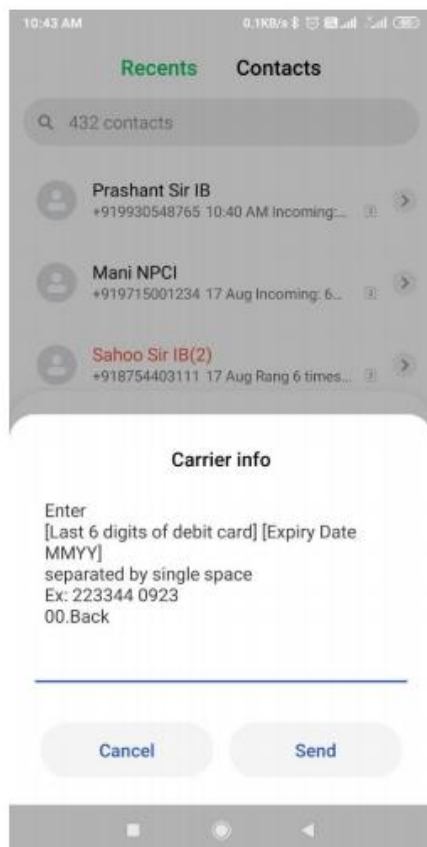 10:43 AM 0.1KB/s
Recents Contacts
432 contacts
Prashant Sir IB
+919930548765 10:40 AM Incoming:...
Mani NPCI
+919715001234 17 Aug Incoming: 6...
Sahoo Sir IB(2)
+918754403111 17 Aug Rang 6 times...
Carrier info
Enter
[Last 6 digits of debit card] [Expiry Date
MMYY]
separated by single space
Ex: 223344 0923
00.Back
Cancel Send